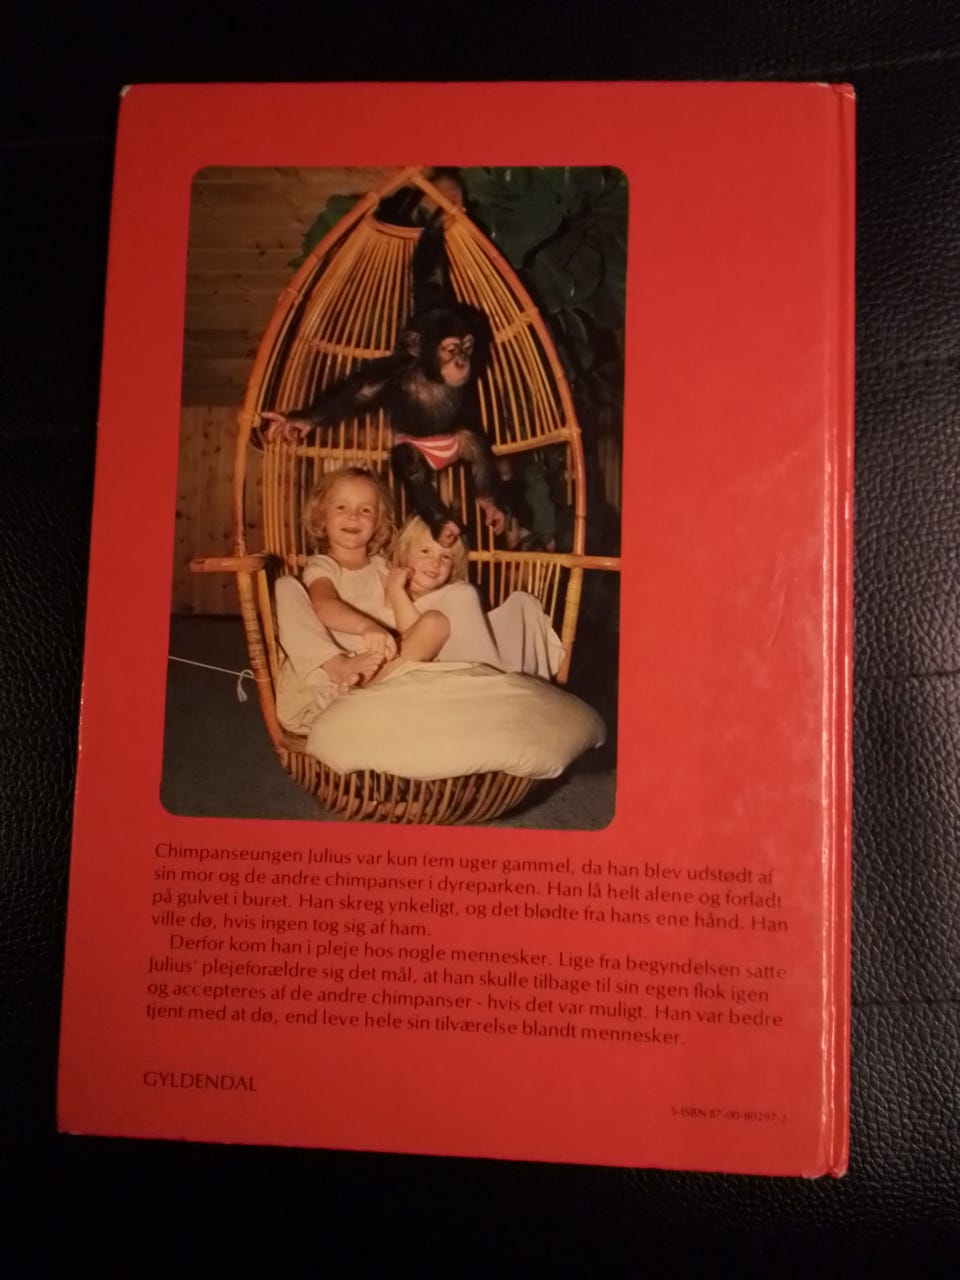 Chimpanseungen Julius var kun fem uger gammel, da han blev udstødt af
sin mor og de andre chimpanser i dyreparken. Han lå helt alene og forladt
på gulvet i buret. Han skreg ynkeligt, og det blødte fra hans ene hånd. Han
ville dø, hvis ingen tog sig af ham.
Derfor kom han i pleje hos nogle mennesker. Lige fra begyndelsen satte
Julius' plejeforældre sig det mål, at han skulle tilbage til sin egen flok igen
og accepteres af de andre chimpanser - hvis det var muligt. Han var bedre
tjent med at dø, end leve hele sin tilværelse blandt mennesker.
GYLDENDAL
S-ISBN 87-00-80297-2